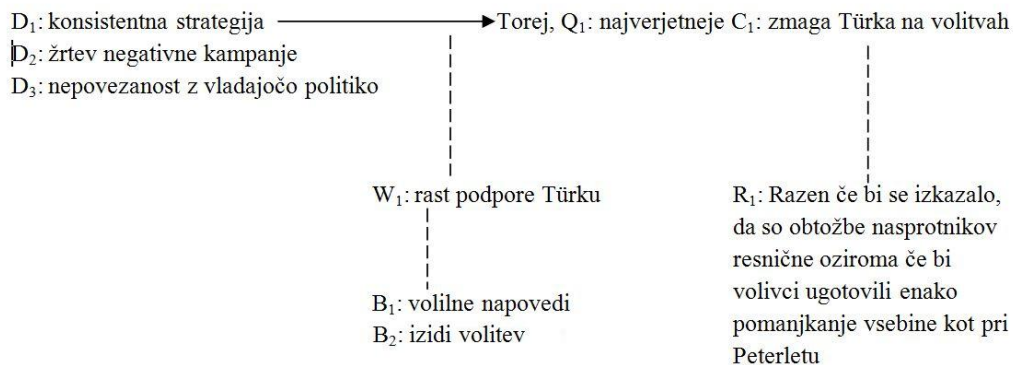 D₁: konsistentna strategija
Torej, Q₁: najverjetneje C₁: zmaga Türka na volitvah
D₂: žrtev negativne kampanje
D₃: nepovezanost z vladajočo politiko
W₁: rast podpore Türku
R₁: Razen če bi se izkazalo,
da so obtožbe nasprotnikov
resnične oziroma če bi
volivci ugotovili enako
pomanjkanje vsebine kot pri
Peterletu
B₁: volilne napovedi
B₂: izidi volitev